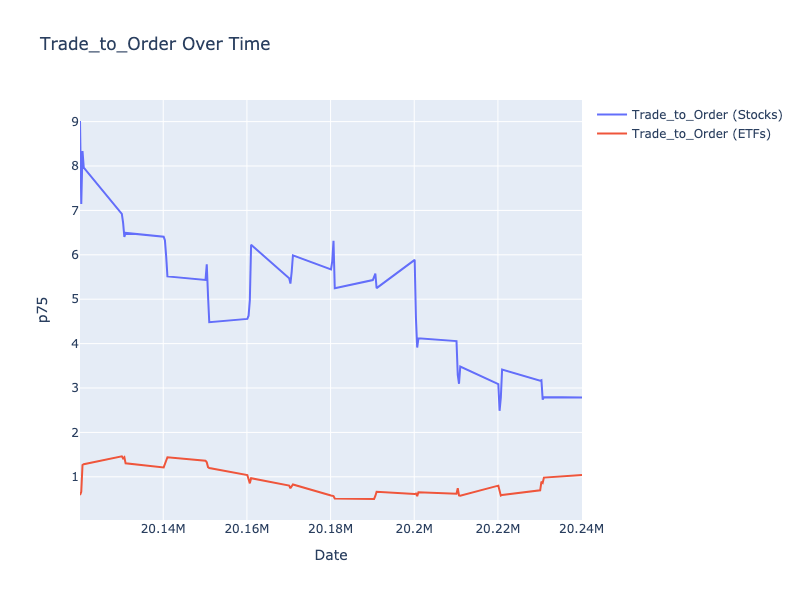 Trade_to_Order Over Time
Trade_to_Order (Stocks)
Trade_to_Order (ETFs)
p75
9
8
7
6
5
4
3
2
1
20.14M 20.16M 20.18M 20.2M 20.22M 20.24M
Date